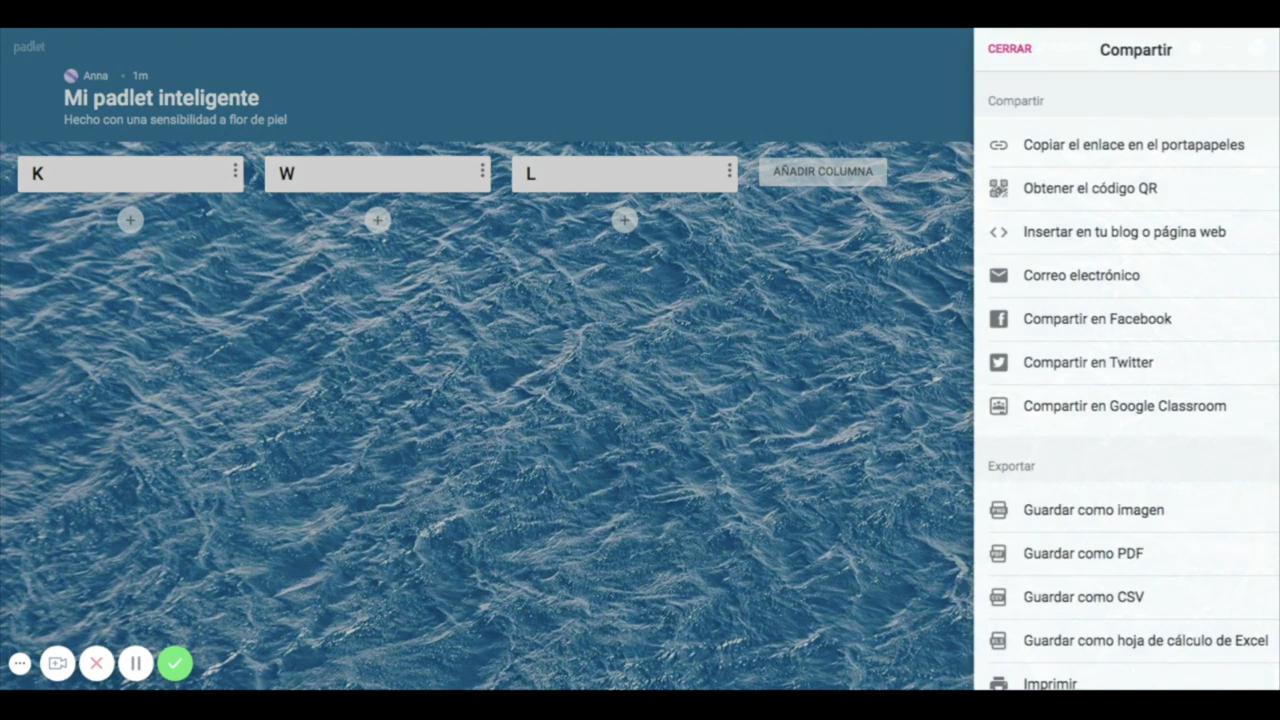 padlet
Anna • 1m
Mi padlet inteligente
Hecho con una sensibilidad a flor de piel
K
W
L
AÑADIR COLUMNA
CERRAR
Compartir
Compartir
Copiar el enlace en el portapapeles
Obtener el código QR
Insertar en tu blog o página web
Correo electrónico
Compartir en Facebook
Compartir en Twitter
Compartir en Google Classroom
Exportar
Guardar como imagen
Guardar como PDF
Guardar como CSV
Guardar como hoja de cálculo de Excel
Imprimir